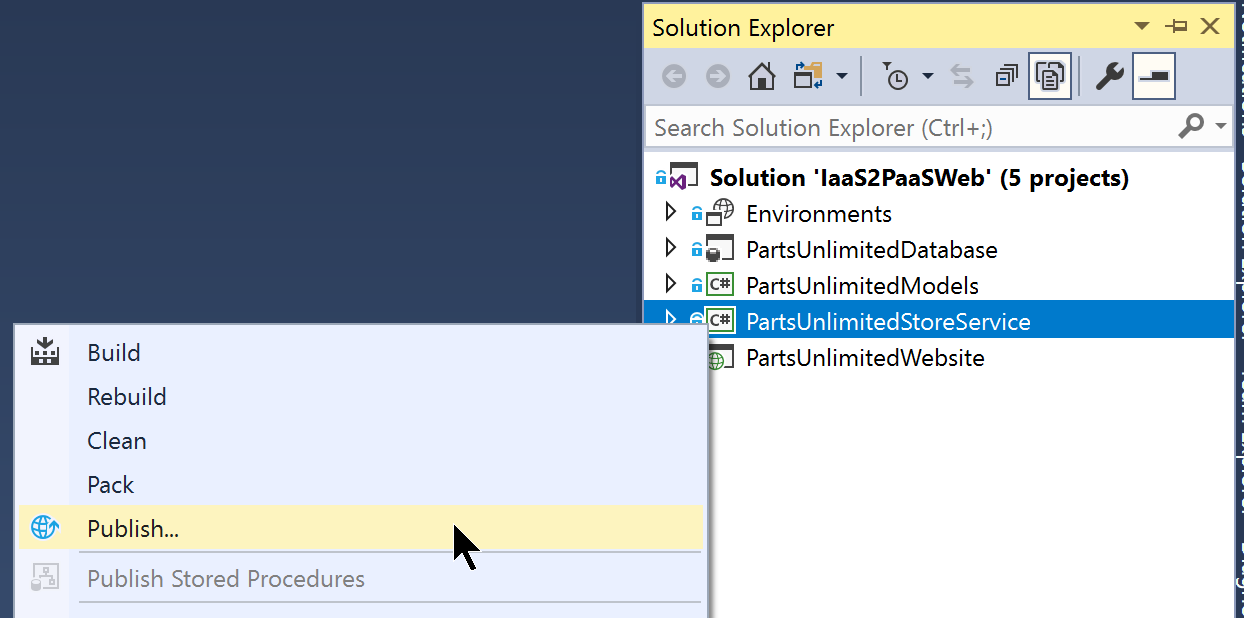 Solution Explorer
Search Solution Explorer (Ctrl+;)
Solution 'IaaS2PaaSWeb' (5 projects)
Environments
PartsUnlimitedDatabase
C# PartsUnlimitedModels
C# PartsUnlimitedStoreService
PartsUnlimitedWebsite
Build
Rebuild
Clean
Pack
Publish...
Publish Stored Procedures